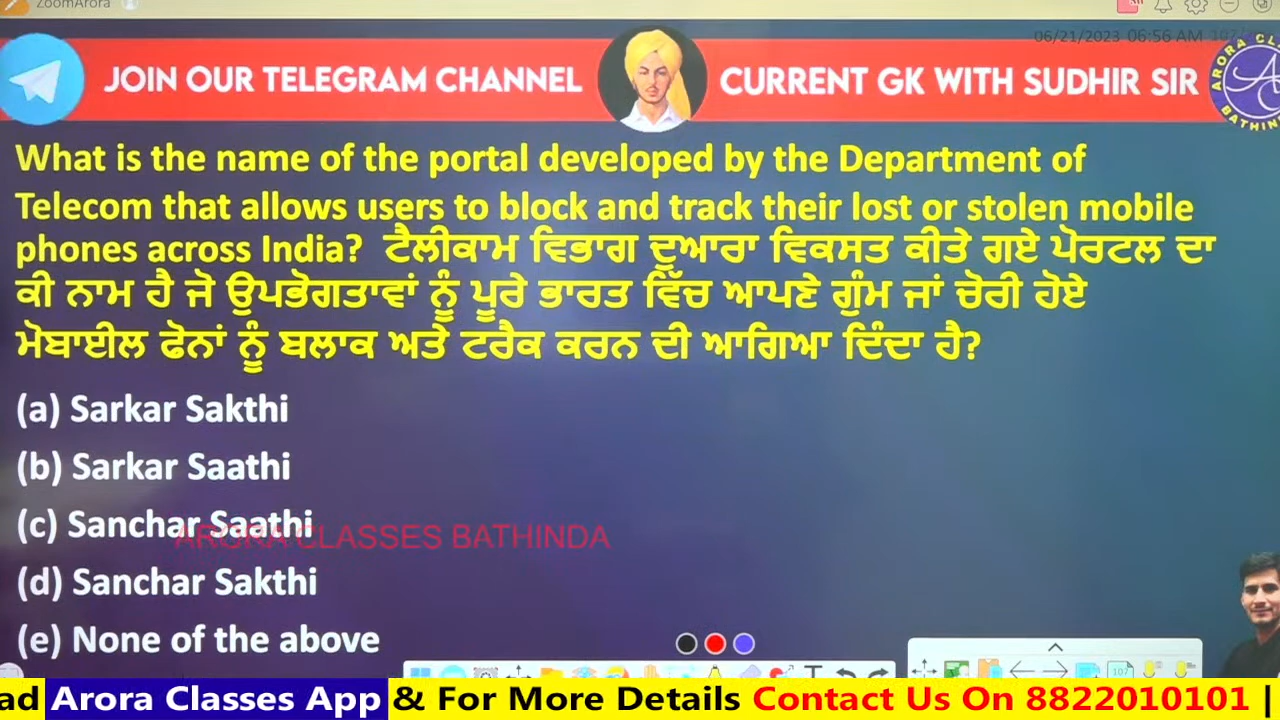 ZoomArora
06/21/2023 06:56 AM
JOIN OUR TELEGRAM CHANNEL
CURRENT GK WITH SUDHIR SIR
ARORA
BATHIN
What is the name of the portal developed by the Department of
Telecom that allows users to block and track their lost or stolen mobile
phones across India? ਟੈਲੀਕਾਮ ਵਿਭਾਗ ਦੁਆਰਾ ਵਿਕਸਤ ਕੀਤੇ ਗਏ ਪੋਰਟਲ ਦਾ
ਕੀ ਨਾਮ ਹੈ ਜੋ ਉਪਭੋਗਤਾਵਾਂ ਨੂੰ ਪੂਰੇ ਭਾਰਤ ਵਿੱਚ ਆਪਣੇ ਗੁੰਮ ਜਾਂ ਚੋਰੀ ਹੋਏ
ਮੋਬਾਈਲ ਫੋਨਾਂ ਨੂੰ ਬਲਾਕ ਅਤੇ ਟਰੈਕ ਕਰਨ ਦੀ ਆਗਿਆ ਦਿੰਦਾ ਹੈ?
(a) Sarkar Sakthi
(b) Sarkar Saathi
(c) Sanchar Saathi
ARORA CLASSES BATHINDA
(d) Sanchar Sakthi
(e) None of the above
107
ad Arora Classes App & For More Details Contact Us On 8822010101 |